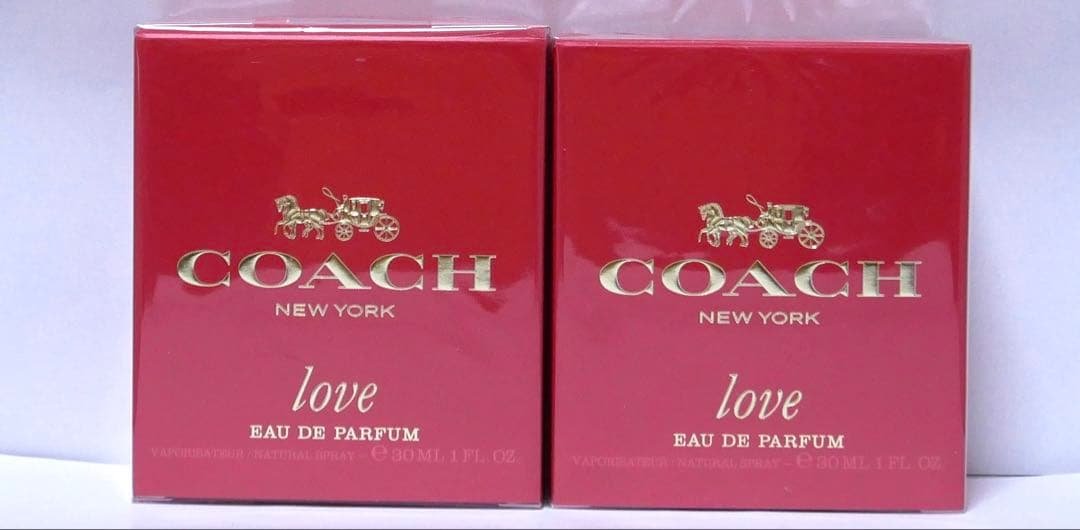 COACH
NEW YORK
love
EAU DE PARFUM
VAPORISATEUR / NATURAL SPRAY – ℮ 30 ML 1 FL. OZ
COACH
NEW YORK
love
EAU DE PARFUM
VAPORISATEUR / NATURAL SPRAY – ℮ 30 ML 1 FL. OZ